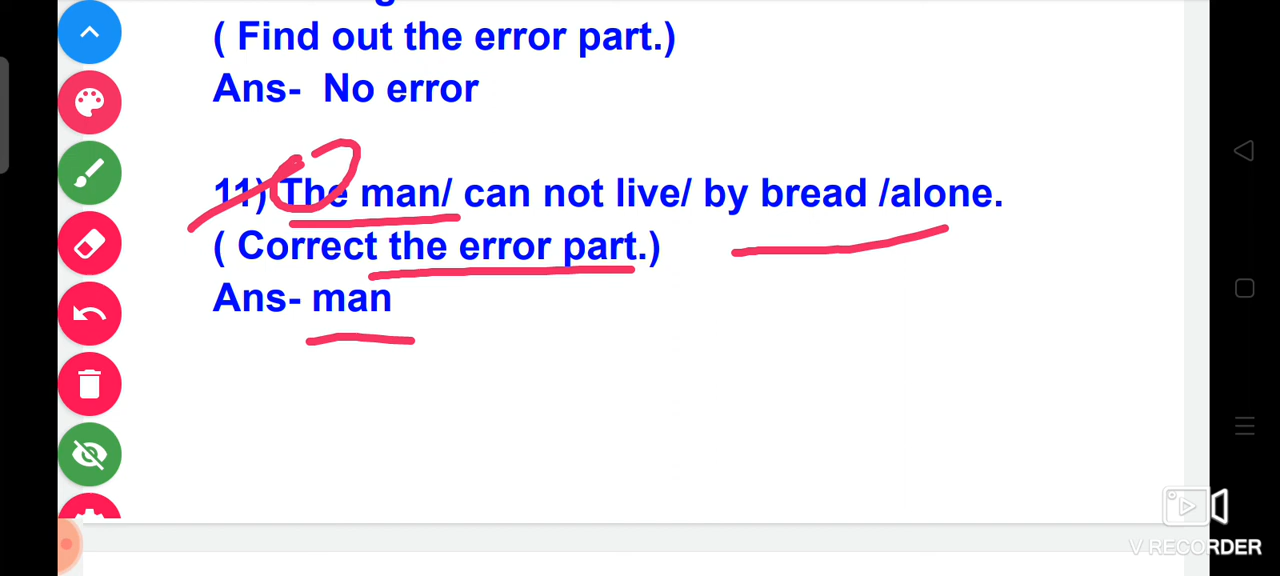 ( Find out the error part.)
Ans- No error
11) The man/ can not live/ by bread /alone.
( Correct the error part.)
Ans- man
V RECORDER